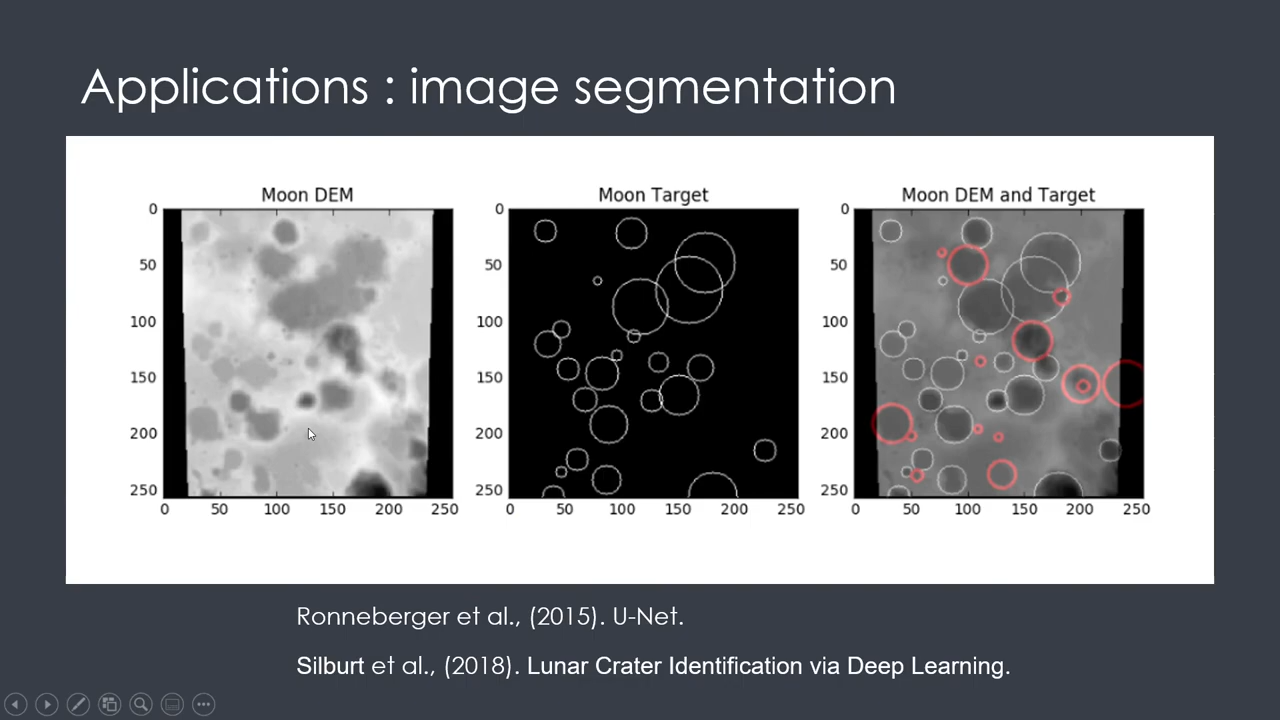 Applications : image segmentation
Moon DEM
Moon Target
Moon DEM and Target
0
50
100
150
200
250
0 50 100 150 200 250
0
50
100
150
200
250
0 50 100 150 200 250
0
50
100
150
200
250
0 50 100 150 200 250
Ronneberger et al., (2015). U-Net.
Silburt et al., (2018). Lunar Crater Identification via Deep Learning.